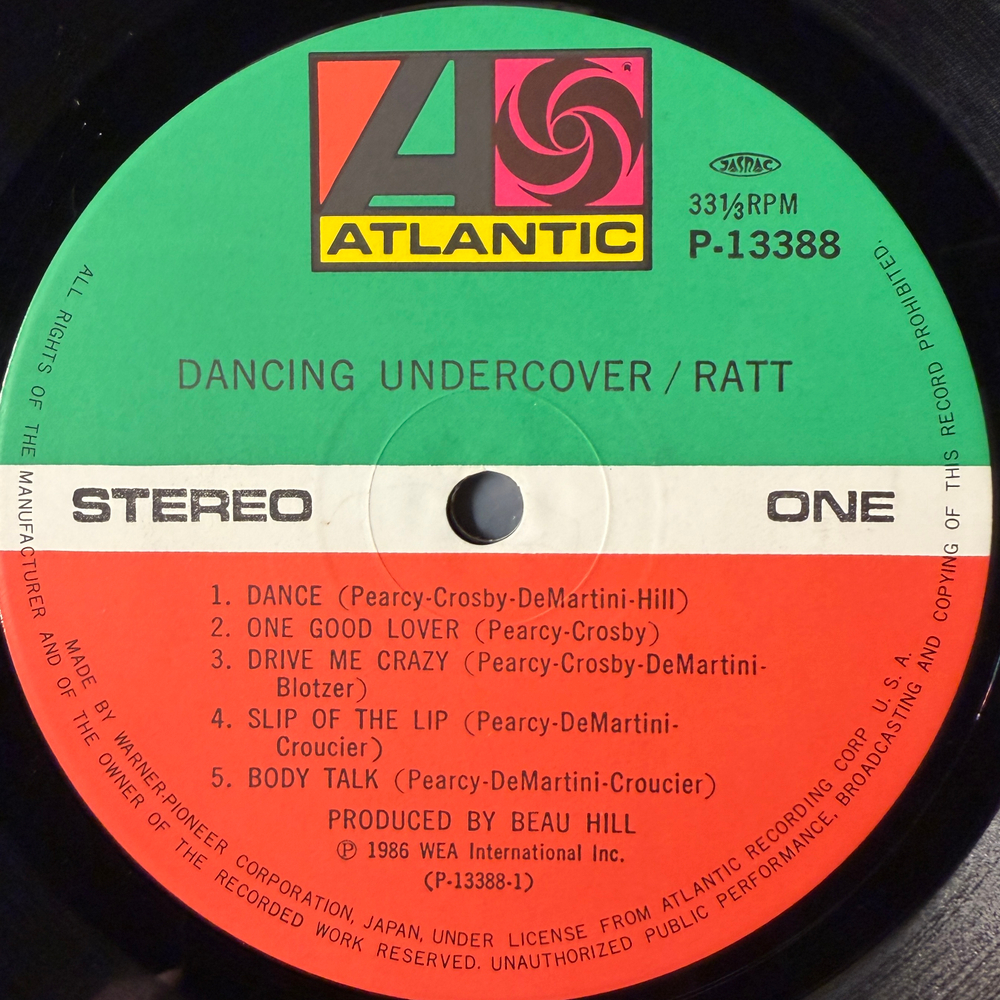 A
R
ATLANTIC
JASRAC
33⅓RPM
P-13388
DANCING UNDERCOVER / RATT
STEREO
ONE
1. DANCE (Pearcy-Crosby-DeMartini-Hill)
2. ONE GOOD LOVER (Pearcy-Crosby)
3. DRIVE ME CRAZY (Pearcy-Crosby-DeMartini-
Blotzer)
4. SLIP OF THE LIP (Pearcy-DeMartini-
Croucier)
5. BODY TALK (Pearcy-DeMartini-Croucier)
PRODUCED BY BEAU HILL
℗ 1986 WEA International Inc.
(P-13388-1)
MADE BY WARNER-PIONEER CORPORATION, JAPAN, UNDER LICENSE FROM ATLANTIC RECORDING CORP U. S. A.
ALL RIGHTS OF THE MANUFACTURER AND OF THE OWNER OF THE RECORDED WORK RESERVED. UNAUTHORIZED PUBLIC PERFORMANCE, BROADCASTING AND COPYING OF THIS RECORD PROHIBITED.